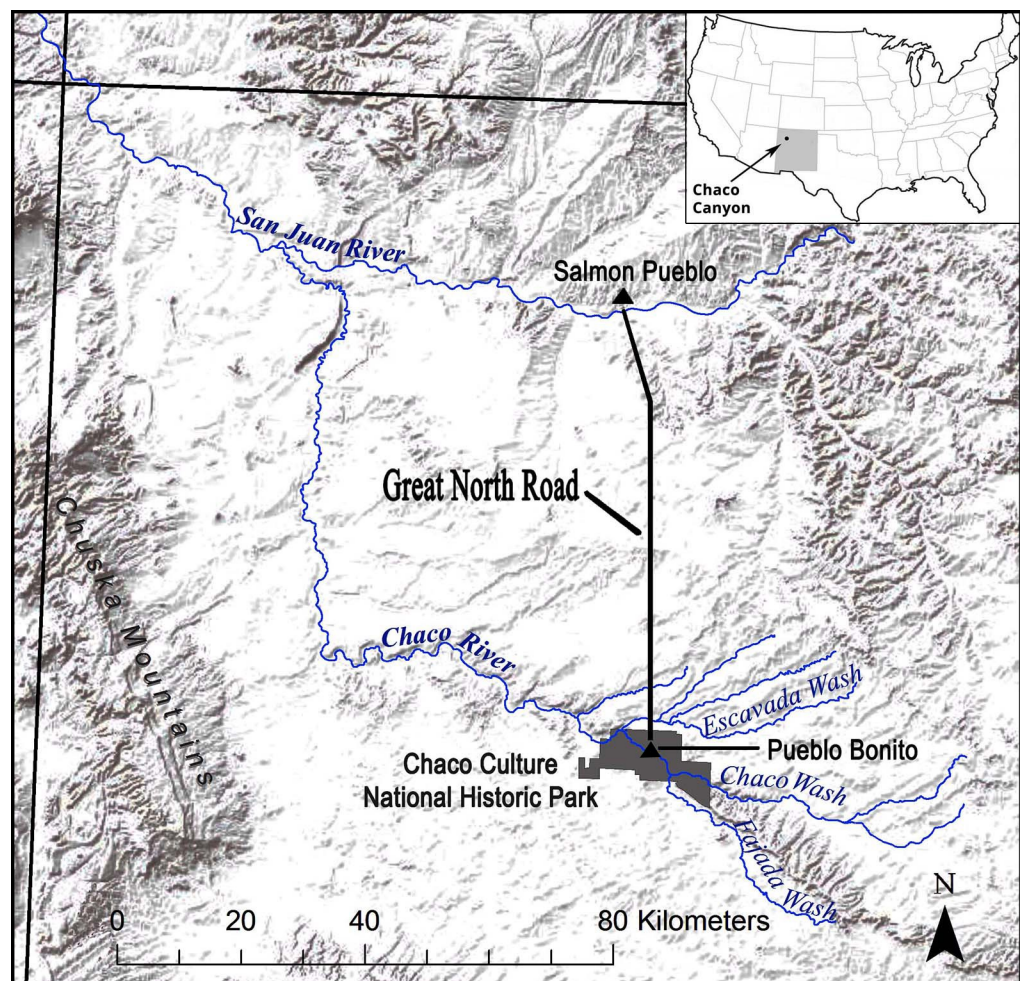 Chaco
Canyon
San Juan River
Salmon Pueblo
Great North Road
Chuska Mountains
Chaco River
Escavada Wash
Pueblo Bonito
Chaco Culture
National Historic Park
Chaco Wash
Fajada Wash
N
0 20 40 80 Kilometers